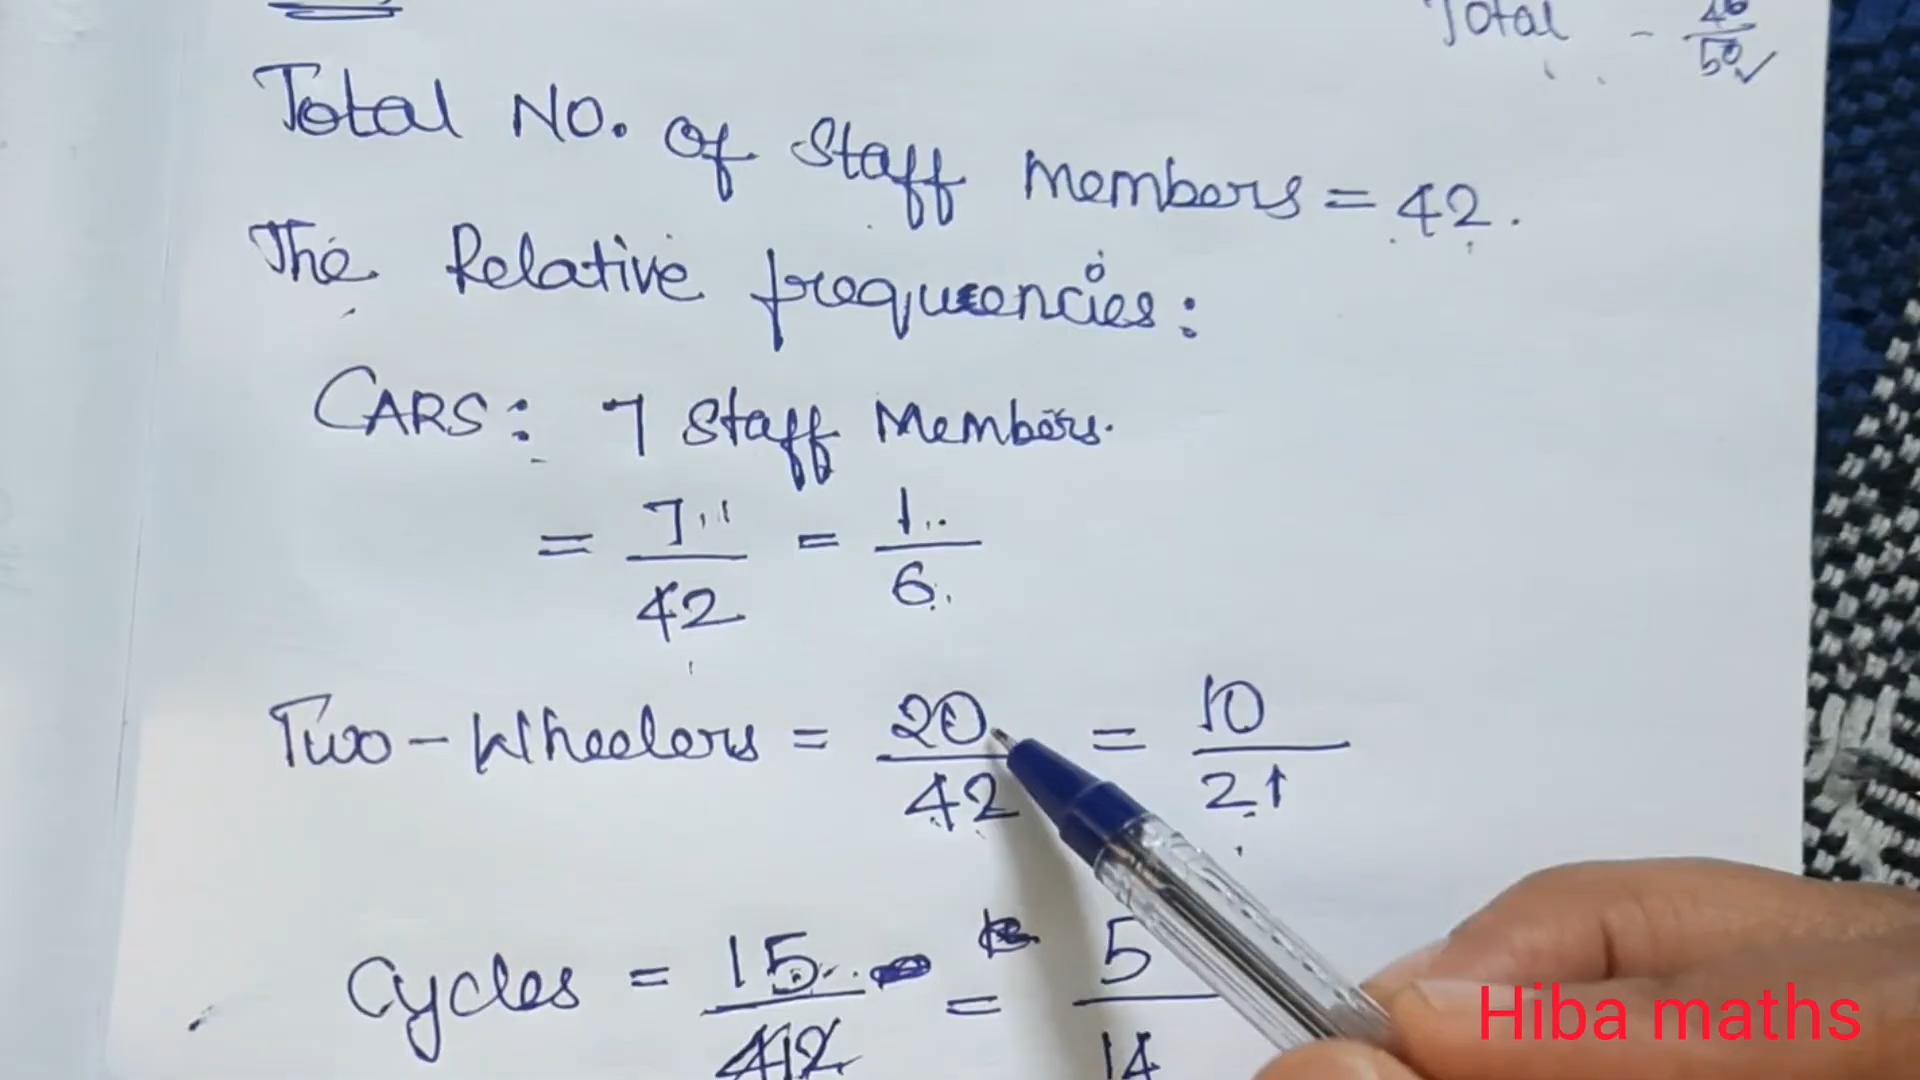 Total - 46/50✓
Total No. of Staff Members = 42.
The Relative frequencies:
CARS: 7 Staff Members.
= 7/42 = 1/6
Two-Wheelers = 20/42 = 10/21
Cycles = 15/42 = 5/14
Hiba maths